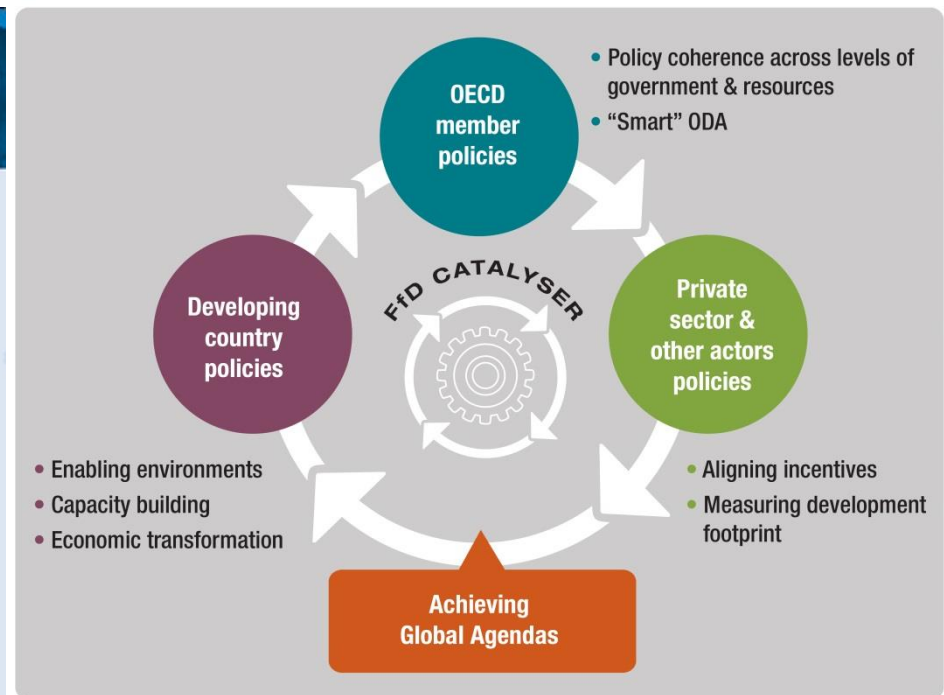 OECD
member
policies
• Policy coherence across levels of
government & resources
• “Smart” ODA
FfD CATALYSER
Developing
country
policies
Private
sector &
other actors
policies
• Enabling environments
• Capacity building
• Economic transformation
• Aligning incentives
• Measuring development
footprint
Achieving
Global Agendas